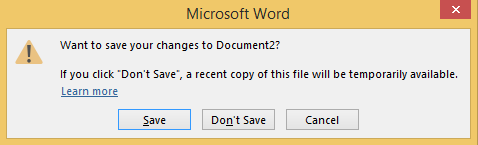 Microsoft Word
Want to save your changes to Document2?
If you click "Don't Save", a recent copy of this file will be temporarily available.
Learn more
Save Don't Save Cancel